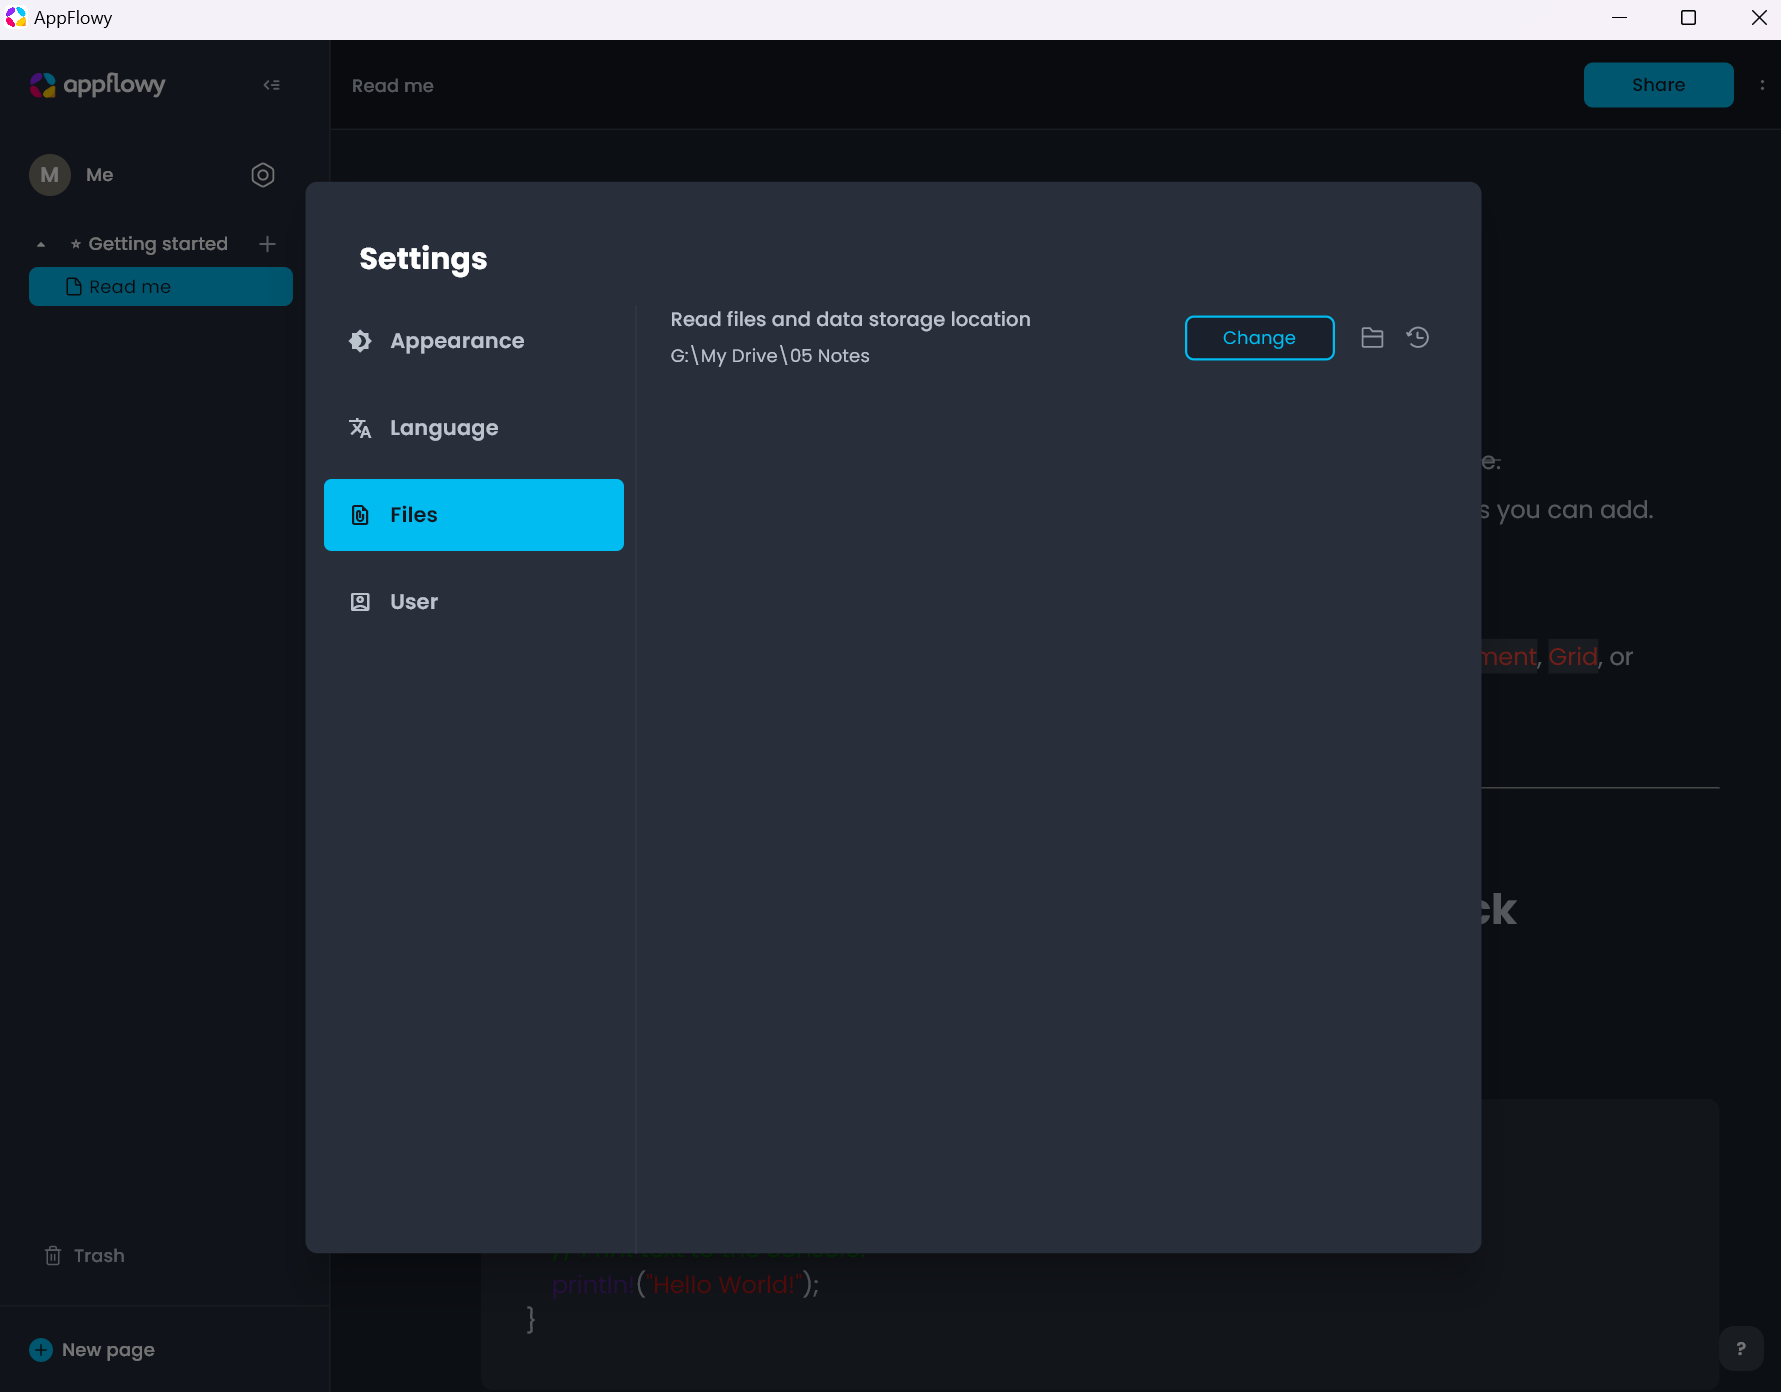 AppFlowy
appflowy
Read me
Share
M Me
Getting started
Read me
Settings
Appearance
Language
Files
User
Read files and data storage location
G:\My Drive\05 Notes
Change
e.
s you can add.
ment, Grid, or
ck
println!("Hello World!");
}
Trash
New page
?